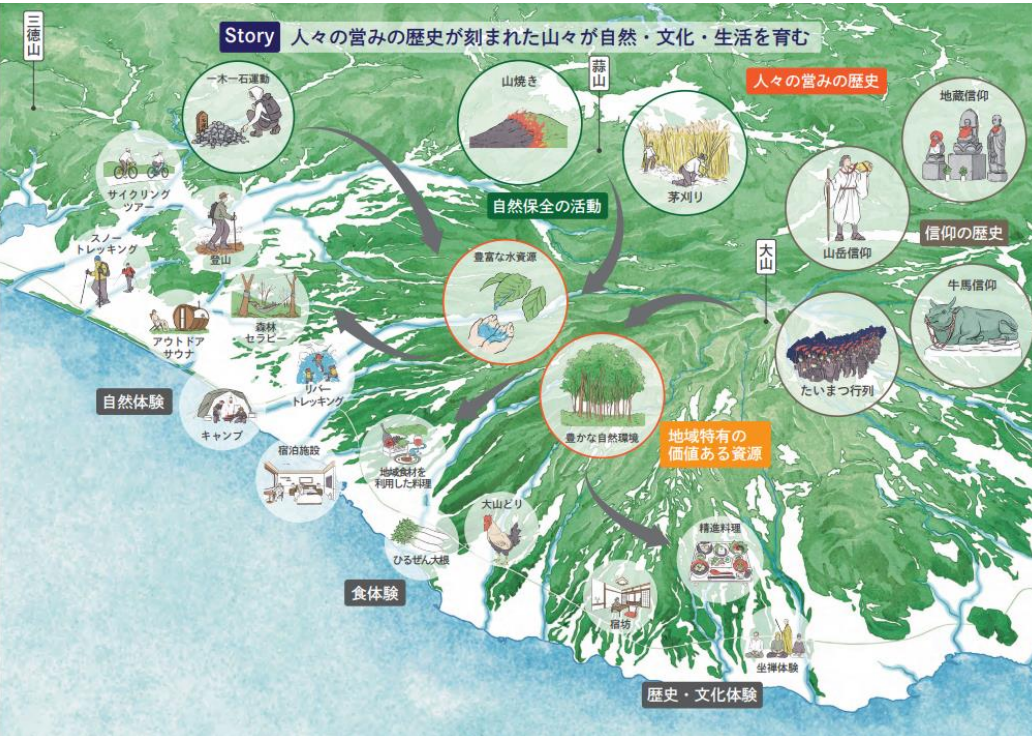 三徳山
Story 人々の営みの歴史が刻まれた山々が自然・文化・生活を育む
一木一石運動
山焼き
蒜山
人々の営みの歴史
地蔵信仰
サイクリング
ツアー
茅刈り
自然保全の活動
山岳信仰
信仰の歴史
スノー
トレッキング
登山
豊富な水資源
大山
牛馬信仰
森林
セラピー
アウトドア
サウナ
リバー
トレッキング
たいまつ行列
自然体験
キャンプ
豊かな自然環境
地域特有の
価値ある資源
宿泊施設
地域食材を
利用した料理
大山どり
精進料理
ひるぜん大根
食体験
宿坊
坐禅体験
歴史・文化体験